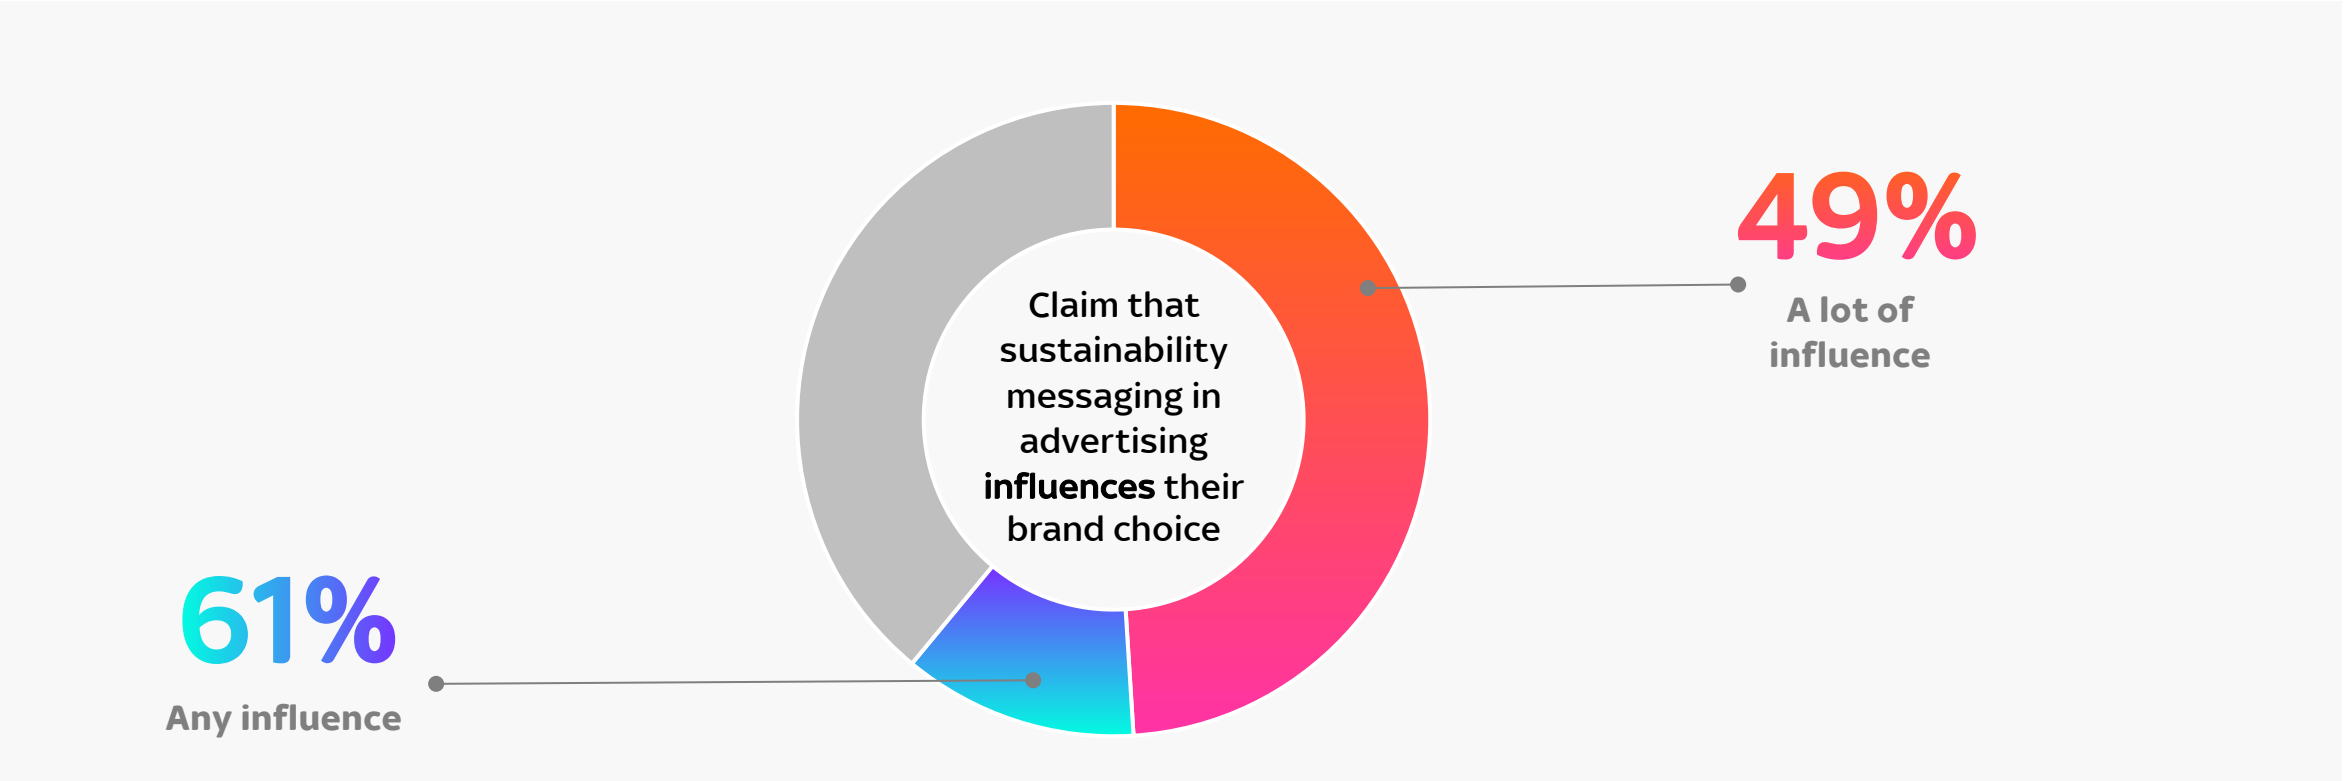 Claim that
sustainability
messaging in
advertising
influences their
brand choice
49%
A lot of
influence
61%
Any influence